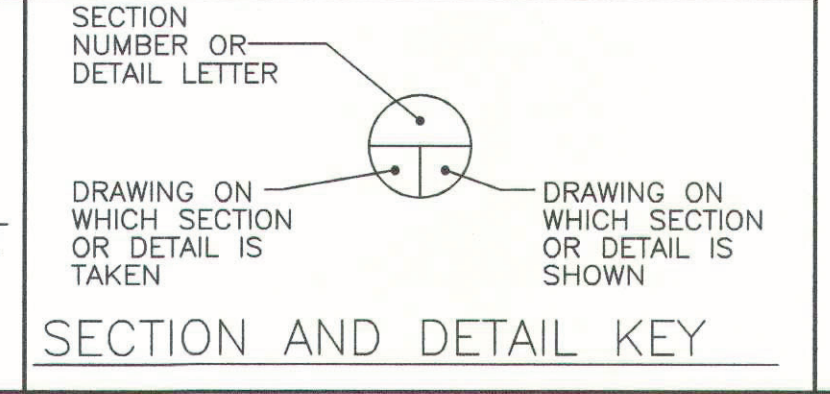 SECTION
NUMBER OR
DETAIL LETTER
DRAWING ON
WHICH SECTION
OR DETAIL IS
TAKEN
DRAWING ON
WHICH SECTION
OR DETAIL IS
SHOWN
SECTION AND DETAIL KEY